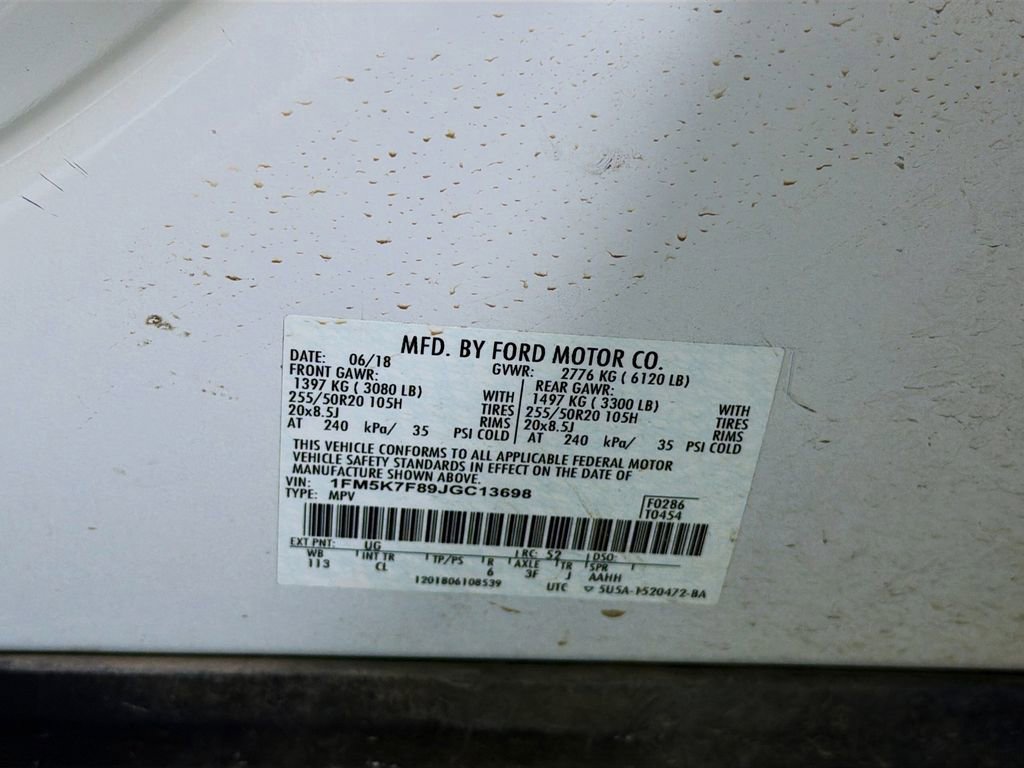 MFD. BY FORD MOTOR CO.
DATE: 06/18 GVWR: 2776 KG ( 6120 LB)
FRONT GAWR: REAR GAWR:
1397 KG ( 3080 LB) WITH 1497 KG ( 3300 LB) WITH
255/50R20 105H TIRES 255/50R20 105H TIRES
20x8.5J RIMS 20x8.5J RIMS
AT 240 kPa/ 35 PSI COLD AT 240 kPa/ 35 PSI COLD
THIS VEHICLE CONFORMS TO ALL APPLICABLE FEDERAL MOTOR
VEHICLE SAFETY STANDARDS IN EFFECT ON THE DATE OF
MANUFACTURE SHOWN ABOVE.
VIN: 1FM5K7F89JGC13698 F0286
TYPE: MPV T0454
EXT PNT: UG RC: 52 DSO:
WB INT TR TP/PS R AXLE TR SPR
113 CL 6 3F J AAHH
1201806108539 UTC